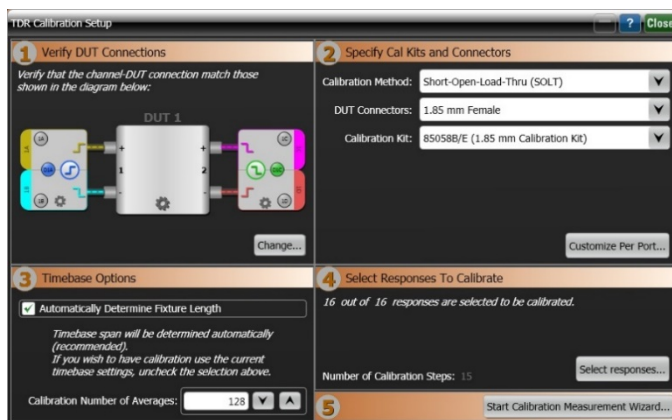 TDR Calibration Setup
?
Close
1 Verify DUT Connections
Verify that the channel-DUT connection match those
shown in the diagram below:
DUT 1
+
-
1
2
+
-
Change...
2 Specify Cal Kits and Connectors
Calibration Method: Short-Open-Load-Thru (SOLT)
DUT Connectors: 1.85 mm Female
Calibration Kit: 85058B/E (1.85 mm Calibration Kit)
Customize Per Port...
3 Timebase Options
Automatically Determine Fixture Length
Timebase span will be determined automatically
(recommended).
If you wish to have calibration use the current
timebase settings, uncheck the selection above.
Calibration Number of Averages: 128
4 Select Responses To Calibrate
16 out of 16 responses are selected to be calibrated.
Number of Calibration Steps: 15
Select responses...
5 Start Calibration Measurement Wizard...